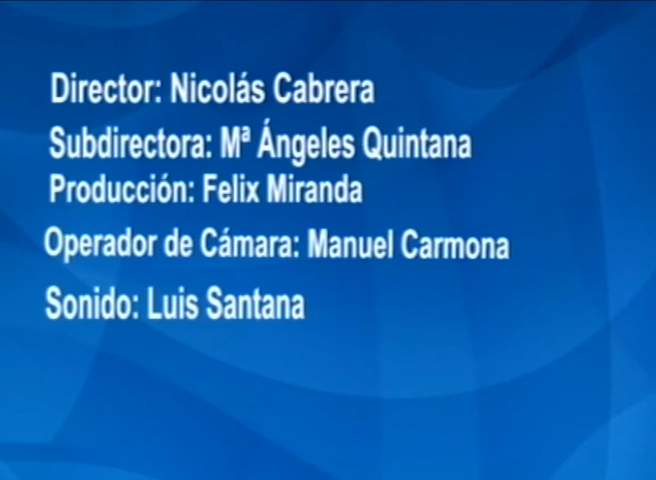 Director: Nicolás Cabrera
Subdirectora: Mª Ángeles Quintana
Producción: Felix Miranda
Operador de Cámara: Manuel Carmona
Sonido: Luis Santana